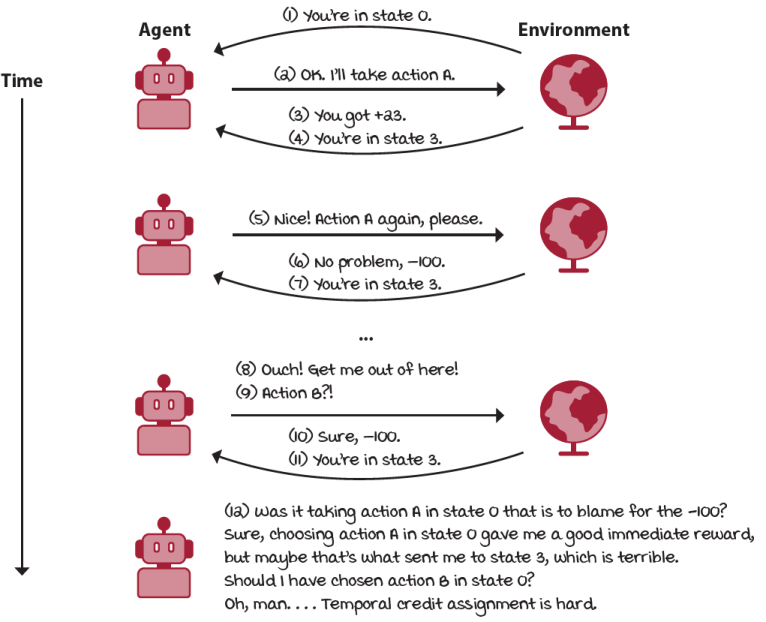 (1) You're in state 0.
Agent
Environment
Time
(2) OK. I'll take action A.
(3) You got +23.
(4) You're in state 3.
(5) Nice! Action A again, please.
(6) No problem, -100.
(7) You're in state 3.
...
(8) Ouch! Get me out of here!
(9) Action B?!
(10) Sure, -100.
(11) You're in state 3.
(12) Was it taking action A in state 0 that is to blame for the -100?
Sure, choosing action A in state 0 gave me a good immediate reward,
but maybe that's what sent me to state 3, which is terrible.
Should I have chosen action B in state 0?
Oh, man. . . . Temporal credit assignment is hard.